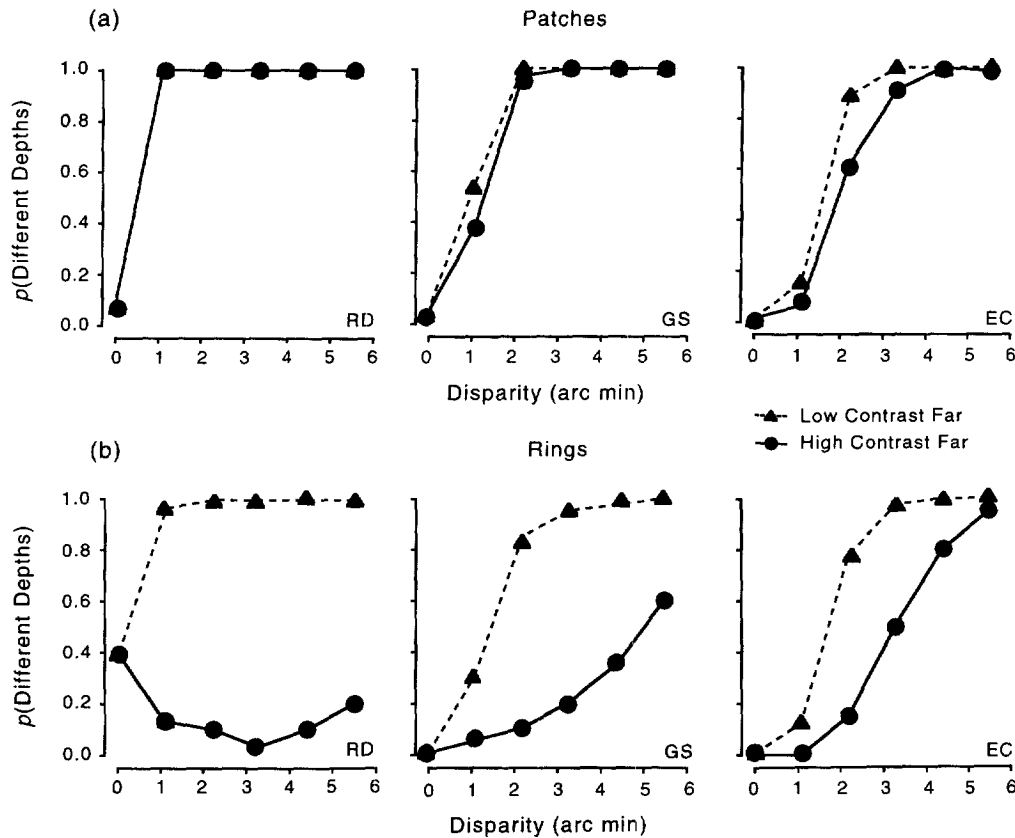 (a)
Patches
p(Different Depths)
1.0
0.8
0.6
0.4
0.2
0.0
RD
GS
EC
0 1 2 3 4 5 6
0 1 2 3 4 5 6
0 1 2 3 4 5 6
Disparity (arc min)
Low Contrast Far
High Contrast Far
(b)
Rings
p(Different Depths)
1.0
0.8
0.6
0.4
0.2
0.0
RD
GS
EC
0 1 2 3 4 5 6
0 1 2 3 4 5 6
0 1 2 3 4 5 6
Disparity (arc min)